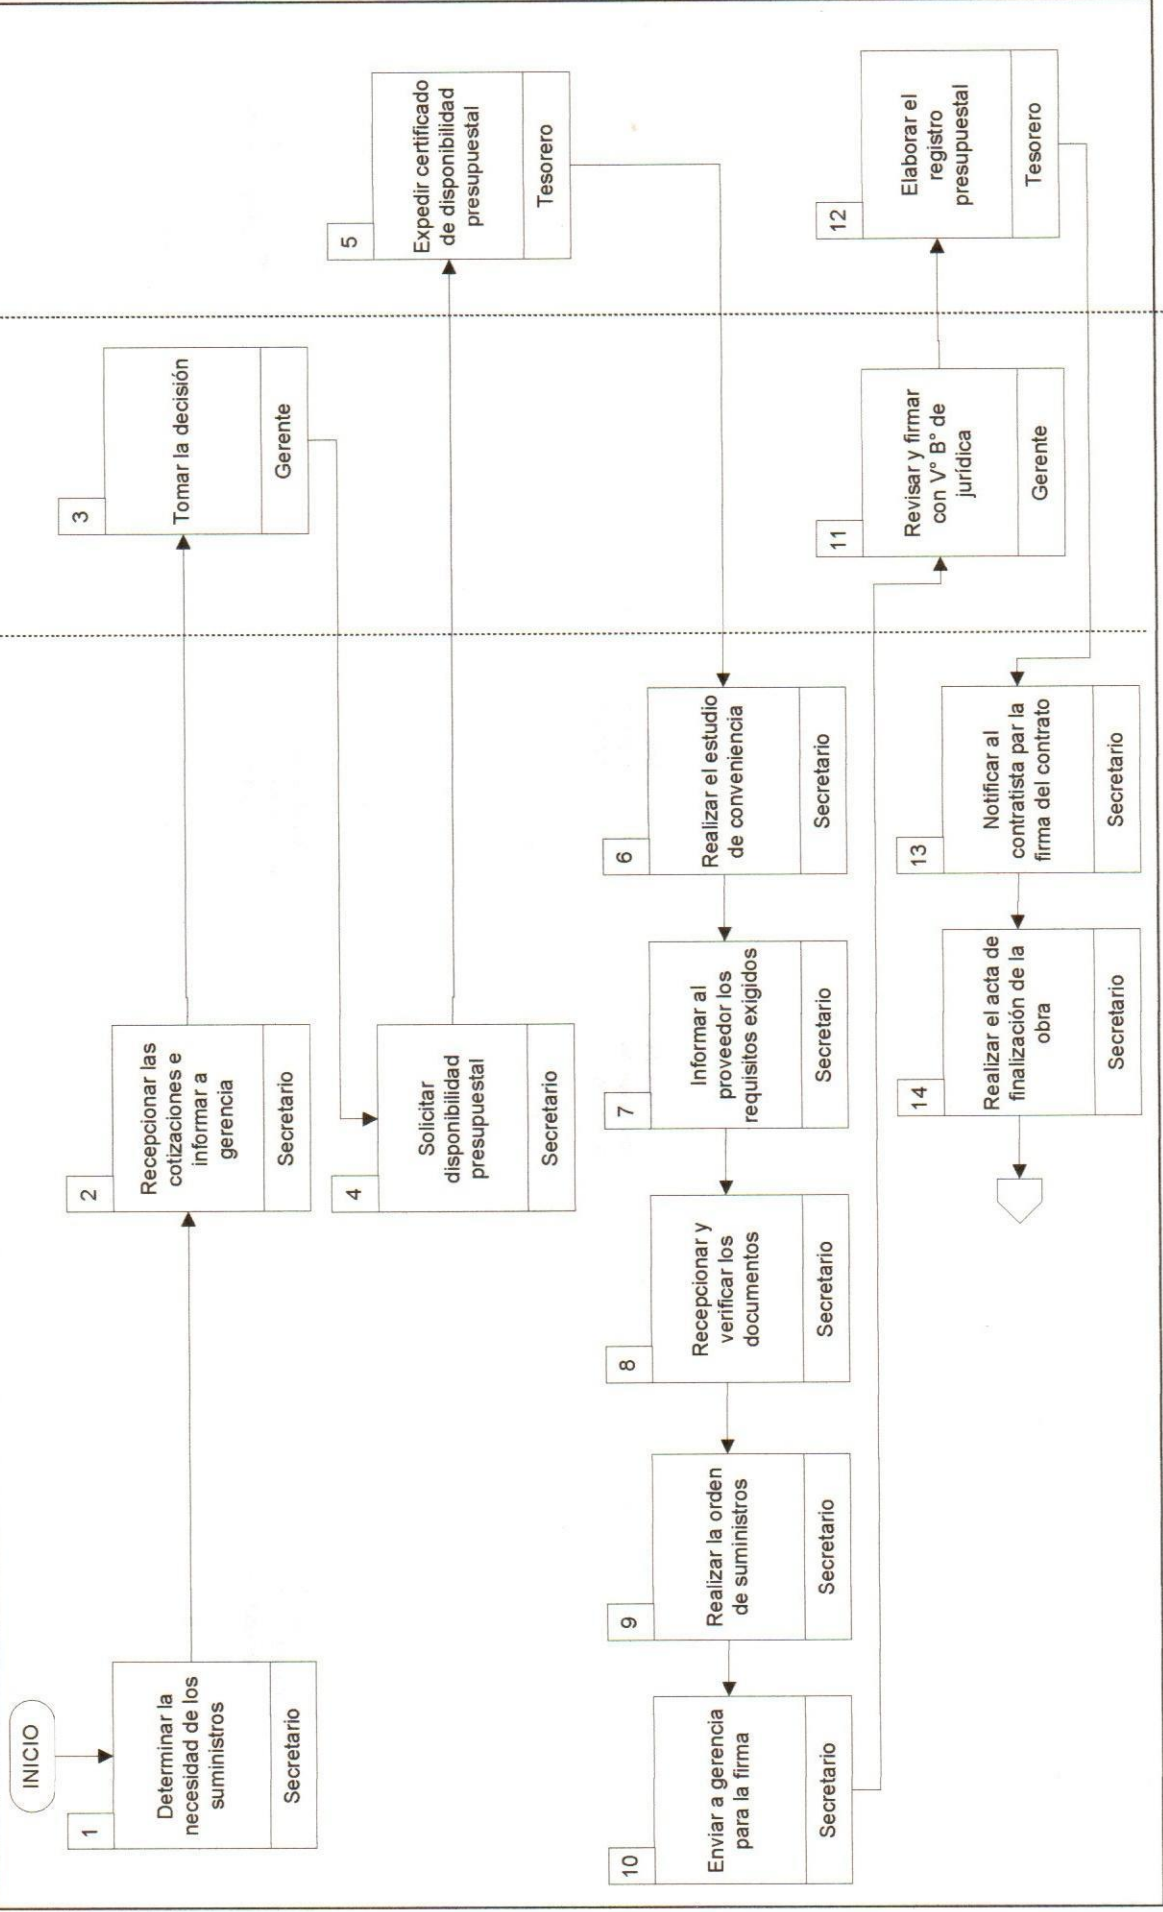 INICIO
1
Determinar la
necesidad de los
suministros
Secretario
2
Recepcionar las
cotizaciones e
informar a
gerencia
Secretario
3
Tomar la decisión
Gerente
4
Solicitar
disponibilidad
presupuestal
Secretario
5
Expedir certificado
de disponibilidad
presupuestal
Tesorero
6
Realizar el estudio
de conveniencia
Secretario
7
Informar al
proveedor los
requisitos exigidos
Secretario
8
Recepcionar y
verificar los
documentos
Secretario
9
Realizar la orden
de suministros
Secretario
10
Enviar a gerencia
para la firma
Secretario
11
Revisar y firmar
con V° B° de
jurídica
Gerente
12
Elaborar el
registro
presupuestal
Tesorero
13
Notificar al
contratista par la
firma del contrato
Secretario
14
Realizar el acta de
finalización de la
obra
Secretario